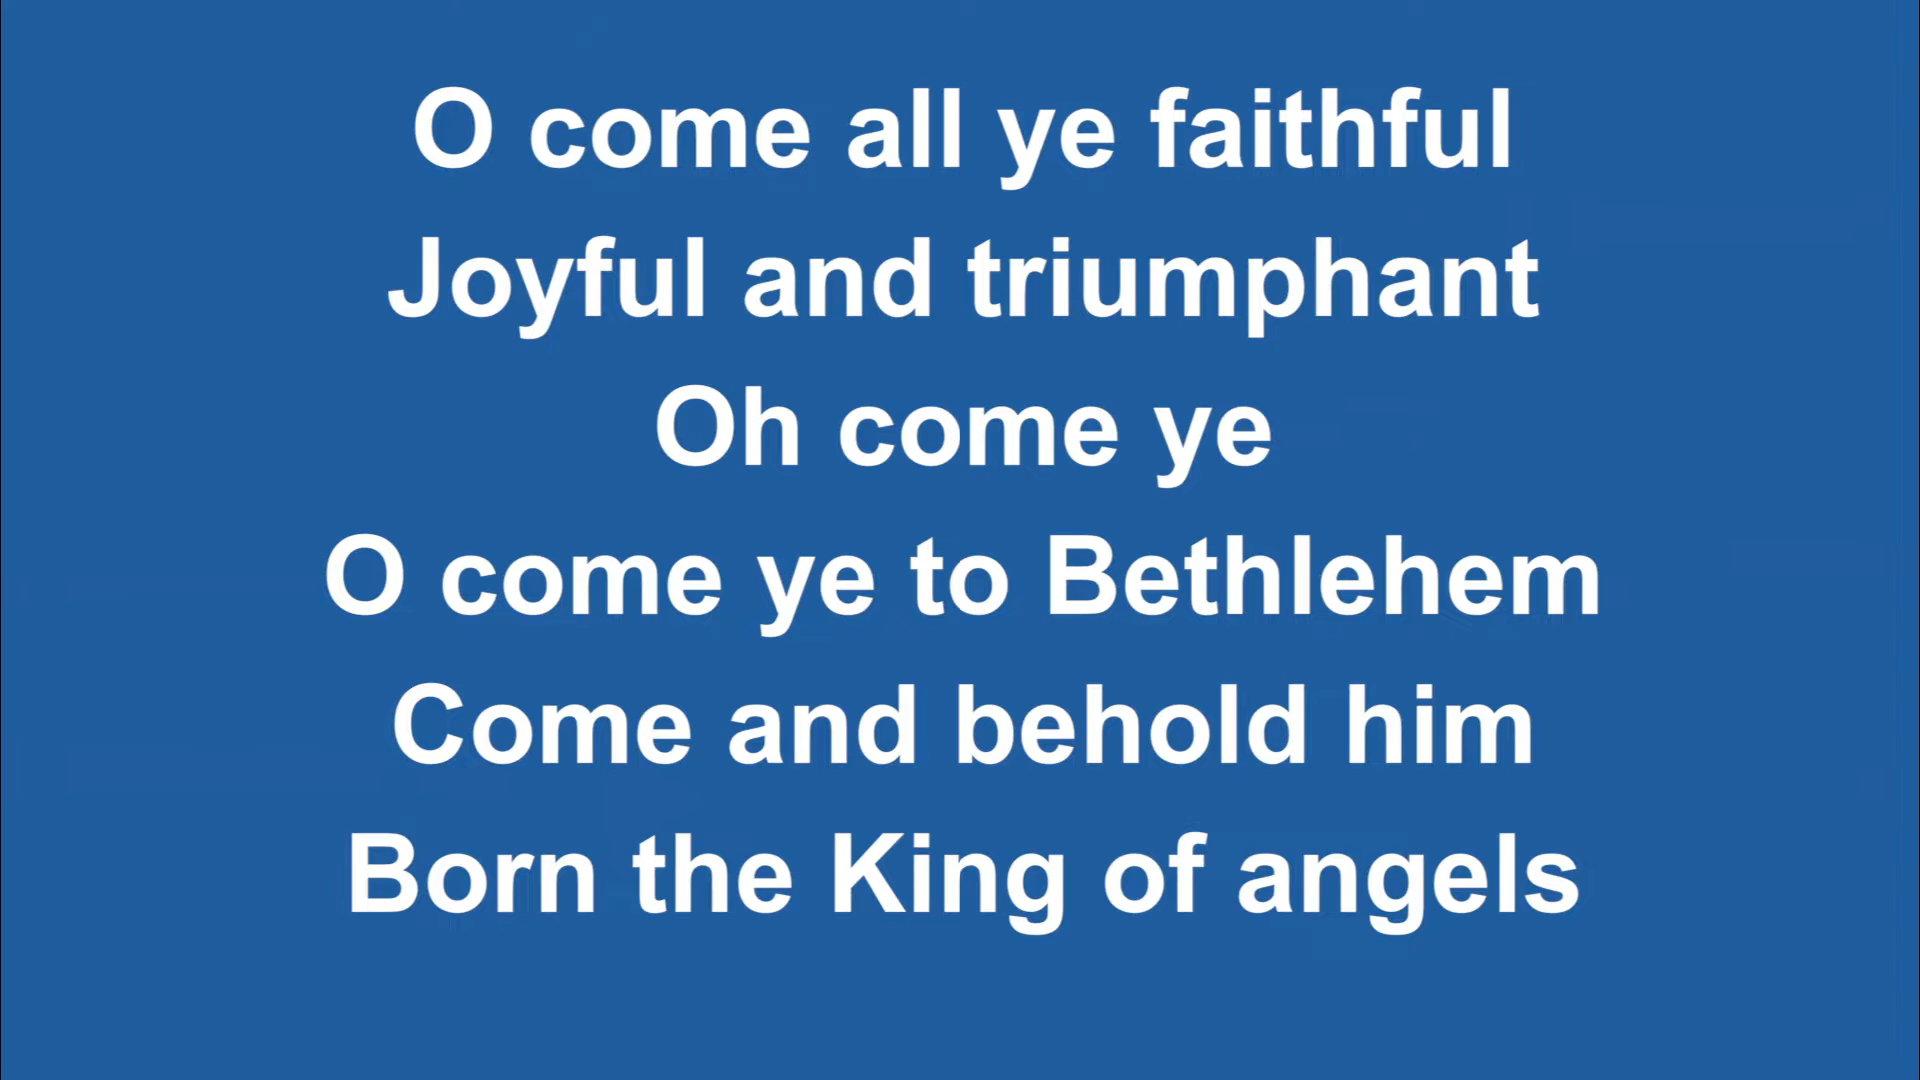 O come all ye faithful
Joyful and triumphant
Oh come ye
O come ye to Bethlehem
Come and behold him
Born the King of angels